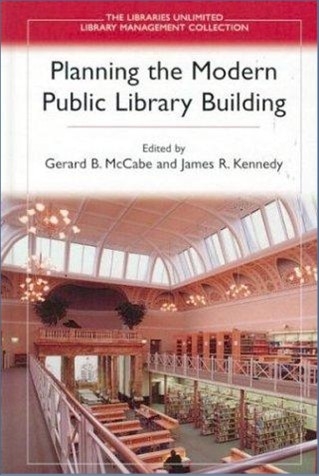 THE LIBRARIES UNLIMITED
LIBRARY MANAGEMENT COLLECTION
Planning the Modern
Public Library Building
Edited by
Gerard B. McCabe and James R. Kennedy